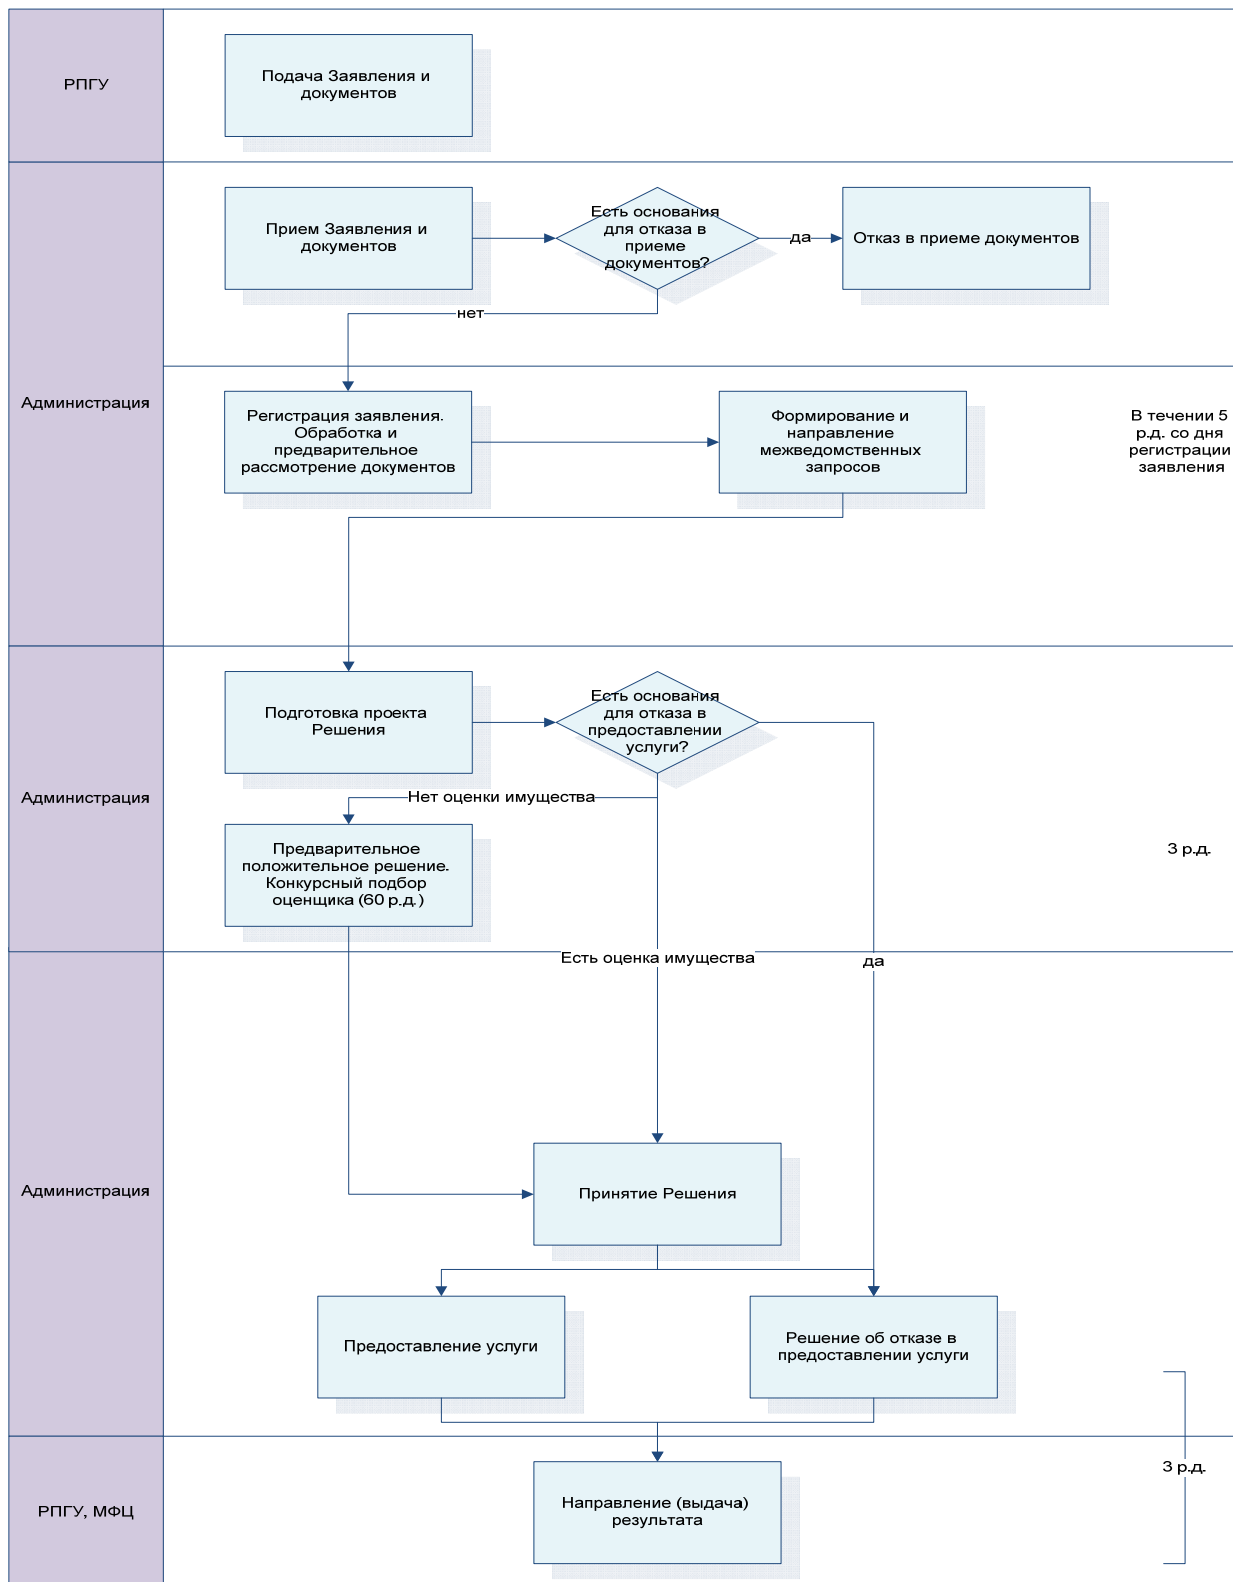 РПГУ
Подача Заявления и
документов
Администрация
Прием Заявления и
документов
Есть основания
для отказа в
приеме
документов?
да
Отказ в приеме документов
нет
Регистрация заявления.
Обработка и
предварительное
рассмотрение документов
Формирование и
направление
межведомственных
запросов
В течении 5
р.д. со дня
регистрации
заявления
Администрация
Подготовка проекта
Решения
Есть основания
для отказа в
предоставлении
услуги?
Нет оценки имущества
Предварительное
положительное решение.
Конкурсный подбор
оценщика (60 р.д.)
3 р.д.
Есть оценка имущества
да
Администрация
Принятие Решения
Предоставление услуги
Решение об отказе в
предоставлении услуги
3 р.д.
РПГУ, МФЦ
Направление (выдача)
результата